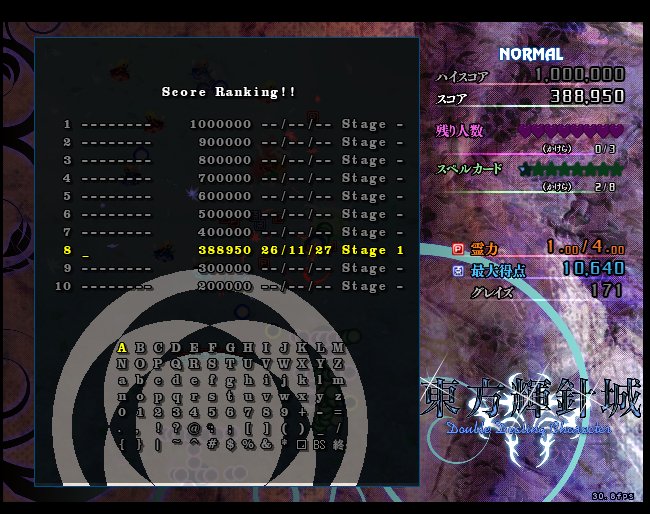 Score Ranking!!
1 -------- 1000000 --/--/-- Stage -
2 -------- 900000 --/--/-- Stage -
3 -------- 800000 --/--/-- Stage -
4 -------- 700000 --/--/-- Stage -
5 -------- 600000 --/--/-- Stage -
6 -------- 500000 --/--/-- Stage -
7 -------- 400000 --/--/-- Stage -
8 _ 388950 26/11/27 Stage 1
9 -------- 300000 --/--/-- Stage -
10 -------- 200000 --/--/-- Stage -
A B C D E F G H I J K L M
N O P Q R S T U V W X Y Z
a b c d e f g h i j k l m
n o p q r s t u v w x y z
0 1 2 3 4 5 6 7 8 9 + - =
. , ! ? @ : ; [ ] ( ) _ /
{ } | ~ ^ # $ % & * □ BS 終
NORMAL
ハイスコア 1,000,000
スコア 388,950
残り人数
(かけら) 0/3
スペルカード
(かけら) 2/8
P 霊力 1.00/4.00
最大得点 10,640
グレイズ 171
東方輝針城
Double Dealing Character
30.8fps